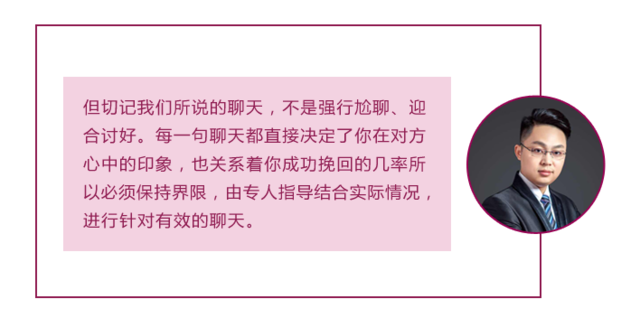 但切记我们所说的聊天，不是强行尬聊、迎
合讨好。每一句聊天都直接决定了你在对方
心中的印象，也关系着你成功挽回的几率所
以必须保持界限，由专人指导结合实际情况，
进行针对有效的聊天。